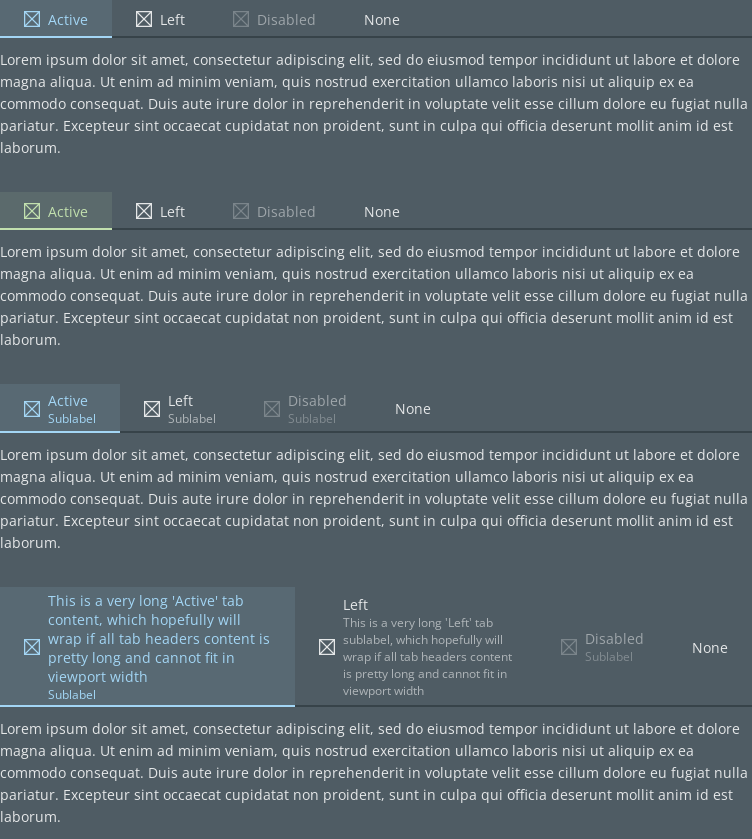 Active Left Disabled None
Lorem ipsum dolor sit amet, consectetur adipiscing elit, sed do eiusmod tempor incididunt ut labore et dolore
magna aliqua. Ut enim ad minim veniam, quis nostrud exercitation ullamco laboris nisi ut aliquip ex ea
commodo consequat. Duis aute irure dolor in reprehenderit in voluptate velit esse cillum dolore eu fugiat nulla
pariatur. Excepteur sint occaecat cupidatat non proident, sunt in culpa qui officia deserunt mollit anim id est
laborum.
Active Left Disabled None
Lorem ipsum dolor sit amet, consectetur adipiscing elit, sed do eiusmod tempor incididunt ut labore et dolore
magna aliqua. Ut enim ad minim veniam, quis nostrud exercitation ullamco laboris nisi ut aliquip ex ea
commodo consequat. Duis aute irure dolor in reprehenderit in voluptate velit esse cillum dolore eu fugiat nulla
pariatur. Excepteur sint occaecat cupidatat non proident, sunt in culpa qui officia deserunt mollit anim id est
laborum.
Active
Sublabel
Left
Sublabel
Disabled
Sublabel
None
Lorem ipsum dolor sit amet, consectetur adipiscing elit, sed do eiusmod tempor incididunt ut labore et dolore
magna aliqua. Ut enim ad minim veniam, quis nostrud exercitation ullamco laboris nisi ut aliquip ex ea
commodo consequat. Duis aute irure dolor in reprehenderit in voluptate velit esse cillum dolore eu fugiat nulla
pariatur. Excepteur sint occaecat cupidatat non proident, sunt in culpa qui officia deserunt mollit anim id est
laborum.
This is a very long 'Active' tab
content, which hopefully will
wrap if all tab headers content is
pretty long and cannot fit in
viewport width
Sublabel
Left
This is a very long 'Left' tab
sublabel, which hopefully will
wrap if all tab headers content
is pretty long and cannot fit in
viewport width
Disabled
Sublabel
None
Lorem ipsum dolor sit amet, consectetur adipiscing elit, sed do eiusmod tempor incididunt ut labore et dolore
magna aliqua. Ut enim ad minim veniam, quis nostrud exercitation ullamco laboris nisi ut aliquip ex ea
commodo consequat. Duis aute irure dolor in reprehenderit in voluptate velit esse cillum dolore eu fugiat nulla
pariatur. Excepteur sint occaecat cupidatat non proident, sunt in culpa qui officia deserunt mollit anim id est
laborum.